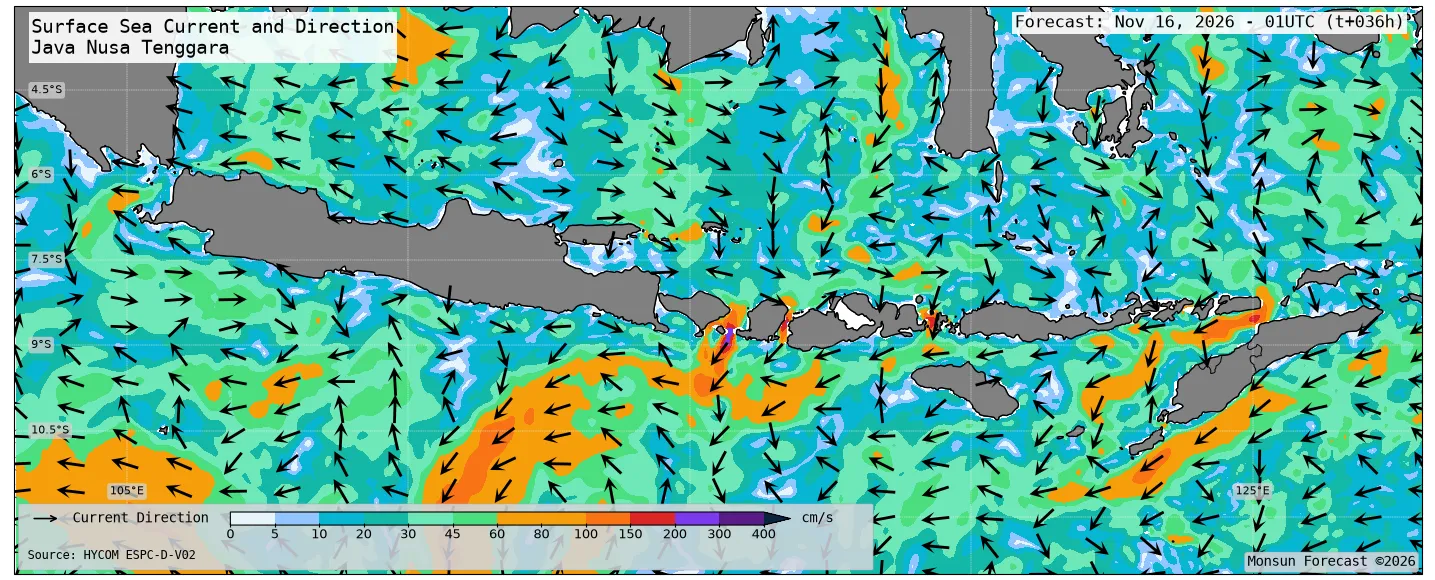 Surface Sea Current and Direction
Java Nusa Tenggara
Forecast: Nov 16, 2026 - 01UTC (t+036h)
4.5°S
6°S
7.5°S
9°S
10.5°S
105°E
125°E
Current Direction
0 5 10 20 30 45 60 80 100 150 200 300 400 cm/s
Source: HYCOM ESPC-D-V02
Monsun Forecast ©2026